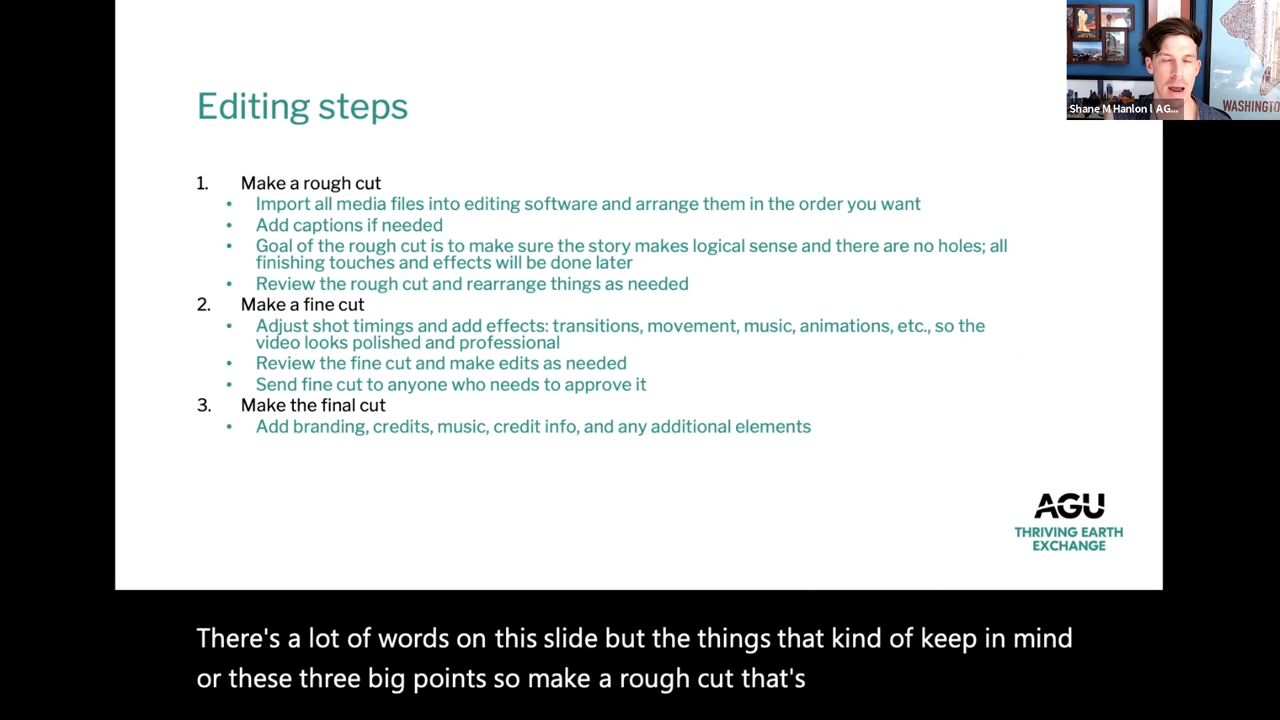 Editing steps
1. Make a rough cut
• Import all media files into editing software and arrange them in the order you want
• Add captions if needed
• Goal of the rough cut is to make sure the story makes logical sense and there are no holes; all
finishing touches and effects will be done later
• Review the rough cut and rearrange things as needed
2. Make a fine cut
• Adjust shot timings and add effects: transitions, movement, music, animations, etc., so the
video looks polished and professional
• Review the fine cut and make edits as needed
• Send fine cut to anyone who needs to approve it
3. Make the final cut
• Add branding, credits, music, credit info, and any additional elements
AGU
THRIVING EARTH
EXCHANGE
WASHINGTO
Shane M Hanlon l AG...
There's a lot of words on this slide but the things that kind of keep in mind
or these three big points so make a rough cut that's